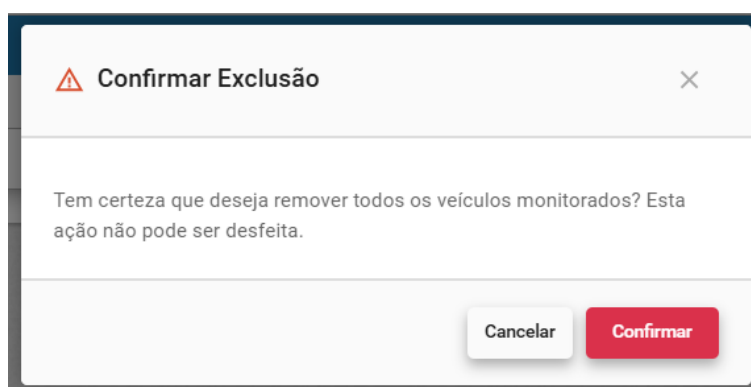 Confirmar Exclusão
Tem certeza que deseja remover todos os veículos monitorados? Esta
ação não pode ser desfeita.
Cancelar
Confirmar